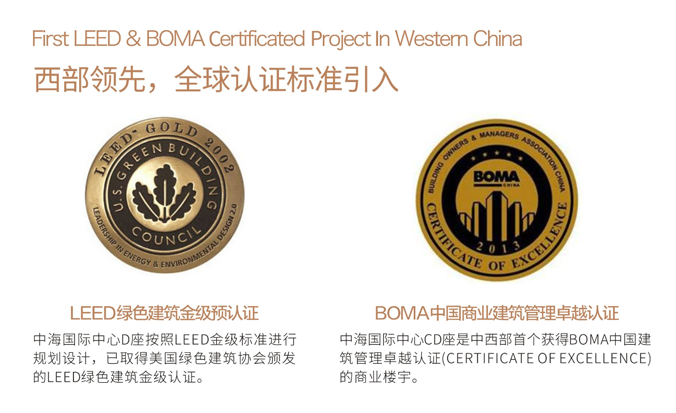 First LEED & BOMA Certificated Project In Western China
西部领先，全球认证标准引入
LEED GOLD 2002
U.S. GREEN BUILDING
COUNCIL
LEADERSHIP IN ENERGY & ENVIRONMENTAL DESIGN 2.0
BUILDING OWNERS & MANAGERS ASSOCIATION CHINA
BOMA
CHINA
2013
CERTIFICATE OF EXCELLENCE
LEED绿色建筑金级预认证
BOMA中国商业建筑管理卓越认证
中海国际中心D座按照LEED金级标准进行
规划设计，已取得美国绿色建筑协会颁发
的LEED绿色建筑金级认证。
中海国际中心CD座是中西部首个获得BOMA中国建
筑管理卓越认证(CERTIFICATE OF EXCELLENCE)
的商业楼宇。